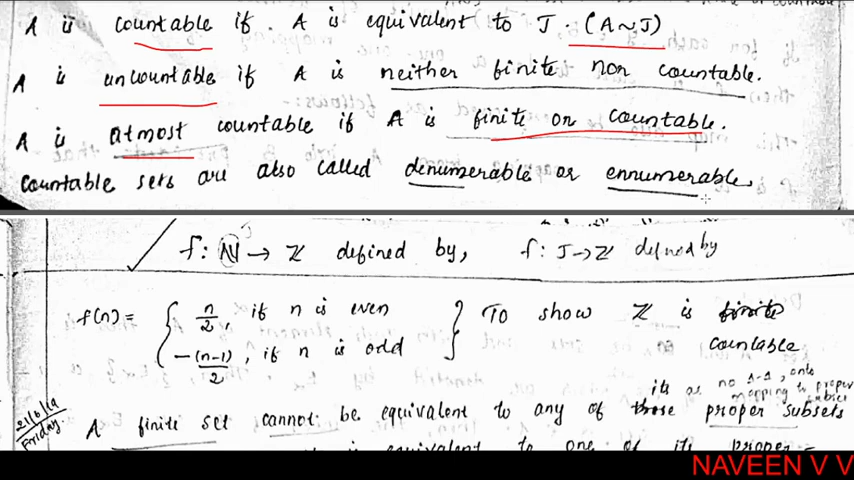 A is countable if A is equivalent to J. (A~J)
A is uncountable if A is neither finite nor countable.
A is atmost countable if A is finite or countable.
Countable sets are also called denumerable or ennumerable.
f: N → Z defined by, f: J→Z defined by
f(n) = { n/2, if n is even
-(n-1)/2, if n is odd } To show Z is finite countable
its as no 1-1, onto
mapping to proper
subset
21/6/19
Friday.
A finite set cannot be equivalent to any of those proper subsets
is equivalent to one of its proper
NAVEEN V V